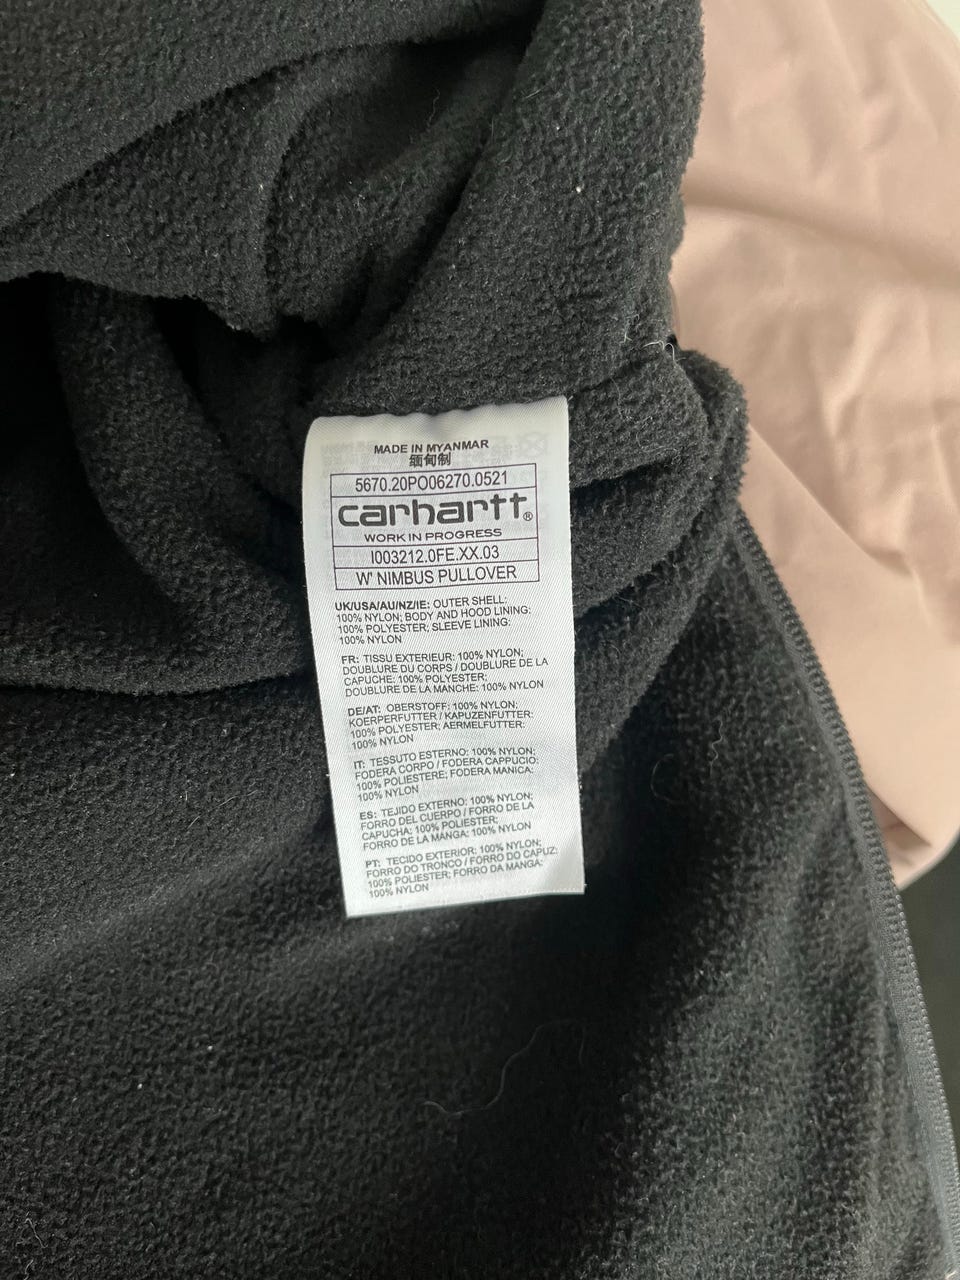 MADE IN MYANMAR
缅甸制
5670.20PO06270.0521
carhartt®
WORK IN PROGRESS
I003212.0FE.XX.03
W' NIMBUS PULLOVER
UK/USA/AU/NZ/IE: OUTER SHELL:
100% NYLON; BODY AND HOOD LINING:
100% POLYESTER; SLEEVE LINING:
100% NYLON
FR: TISSU EXTERIEUR: 100% NYLON;
DOUBLURE DU CORPS / DOUBLURE DE LA
CAPUCHE: 100% POLYESTER;
DOUBLURE DE LA MANCHE: 100% NYLON
DE/AT: OBERSTOFF: 100% NYLON;
KOERPERFUTTER / KAPUZENFUTTER:
100% POLYESTER; AERMELFUTTER:
100% NYLON
IT: TESSUTO ESTERNO: 100% NYLON;
FODERA CORPO / FODERA CAPPUCIO:
100% POLIESTERE; FODERA MANICA:
100% NYLON
ES: TEJIDO EXTERNO: 100% NYLON;
FORRO DEL CUERPO / FORRO DE LA
CAPUCHA: 100% POLIESTER;
FORRO DE LA MANGA: 100% NYLON
PT: TECIDO EXTERIOR: 100% NYLON;
FORRO DO TRONCO / FORRO DO CAPUZ:
100% POLIESTER; FORRO DA MANGA:
100% NYLON